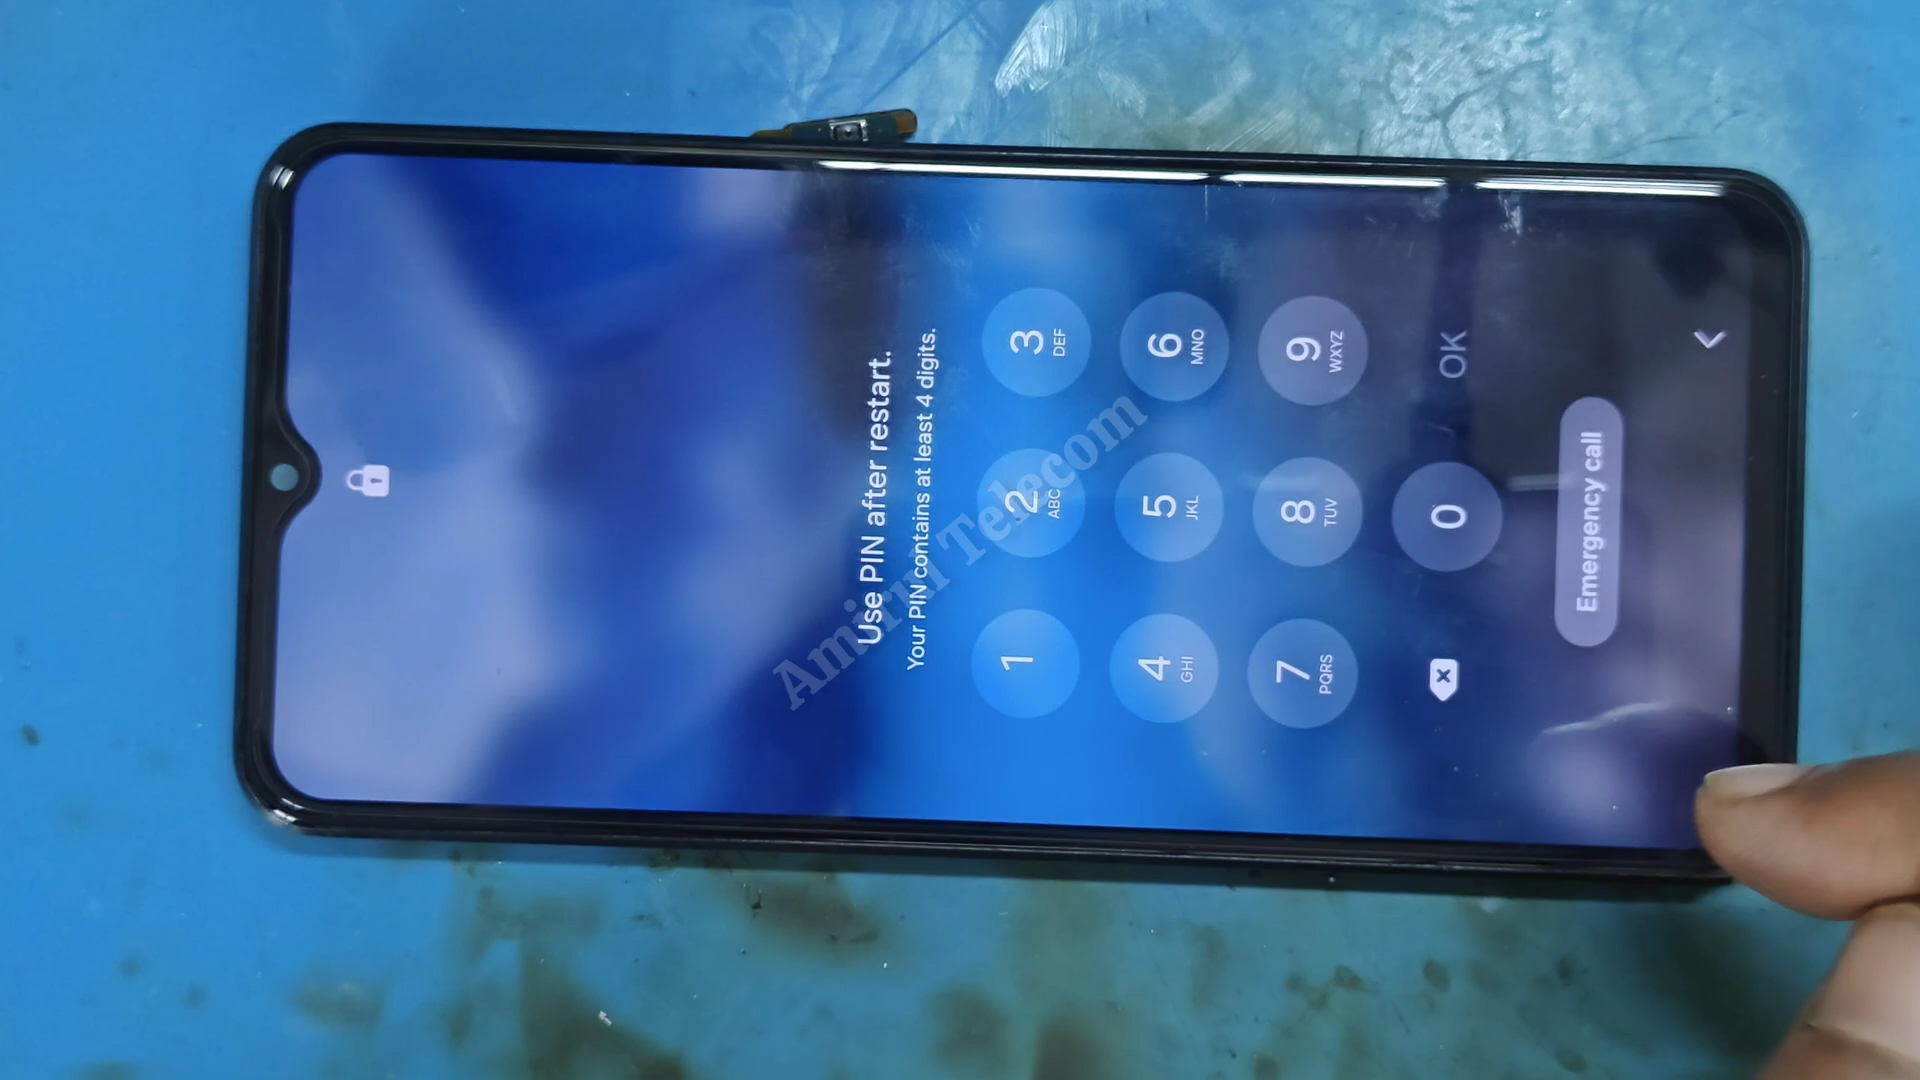 Use PIN after restart.
Your PIN contains at least 4 digits.
1
2 ABC
3 DEF
4 GHI
5 JKL
6 MNO
7 PQRS
8 TUV
9 WXYZ
0
OK
Emergency call
Amirul Telecom